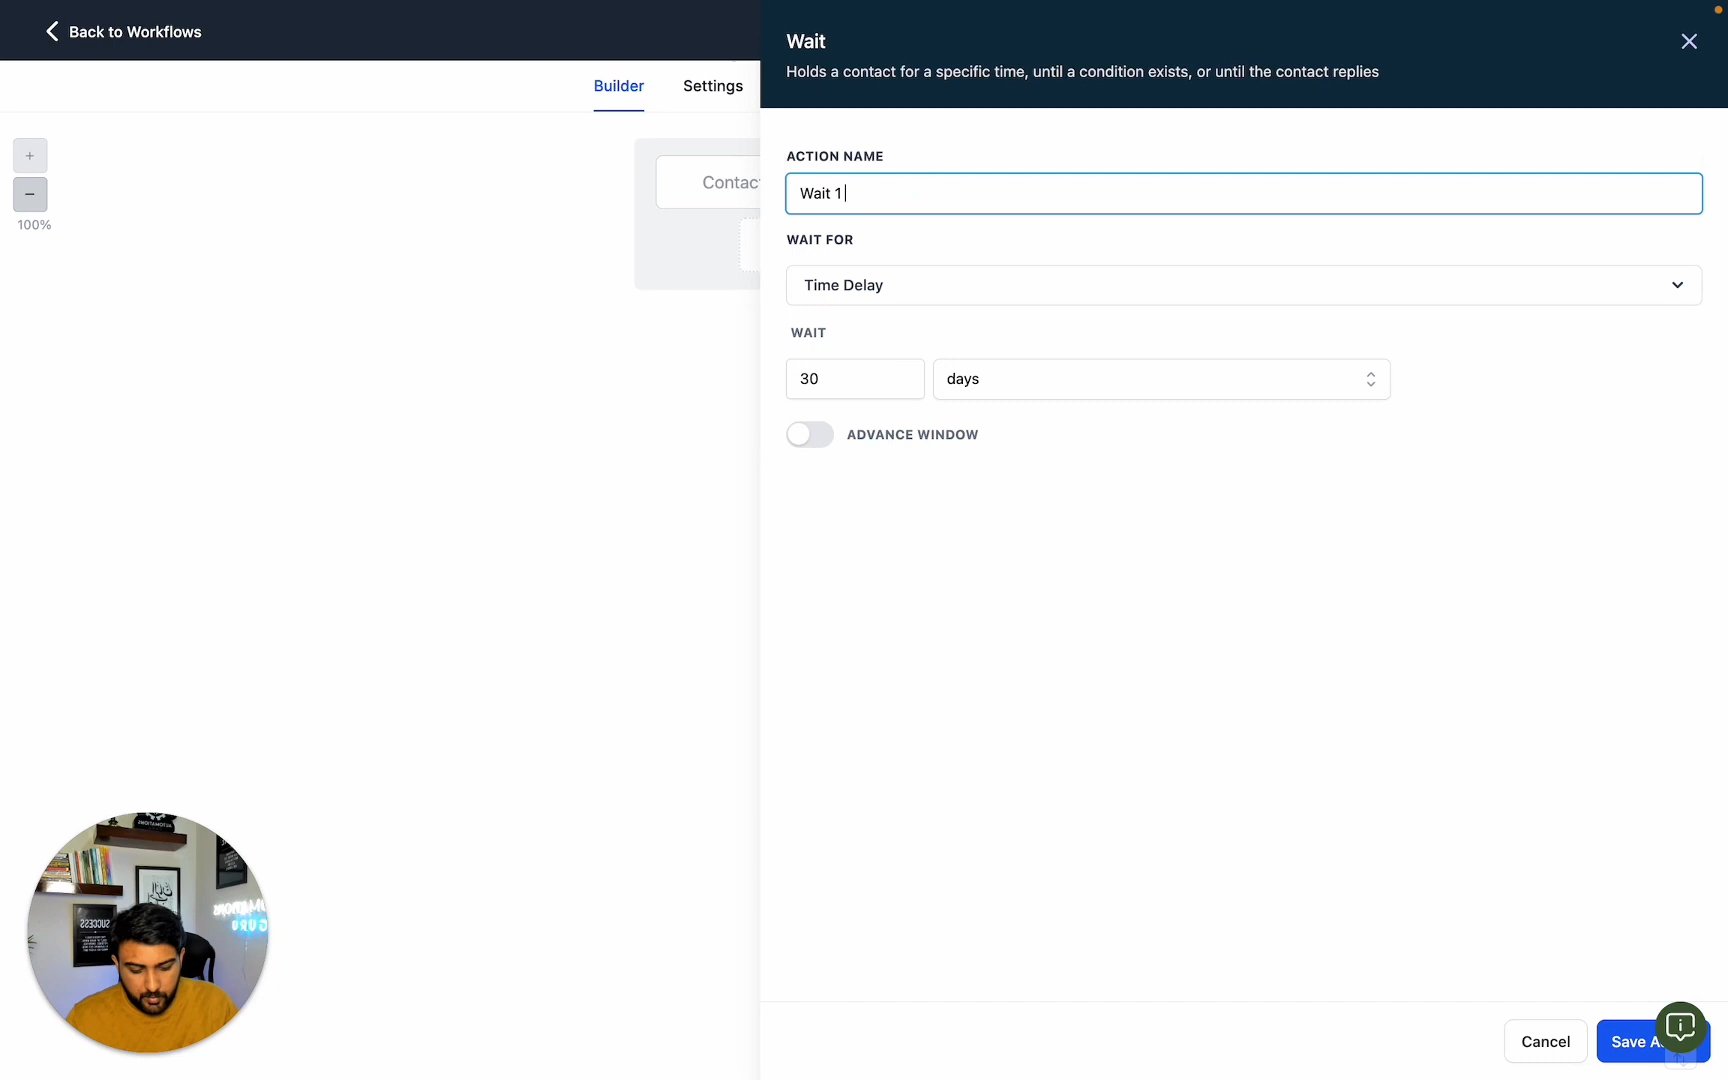 Back to Workflows
Builder
Settings
+
−
100%
Contac
Wait
Holds a contact for a specific time, until a condition exists, or until the contact replies
ACTION NAME
Wait 1
WAIT FOR
Time Delay
WAIT
30
days
ADVANCE WINDOW
SUCCESS
GURU
Cancel
Save A